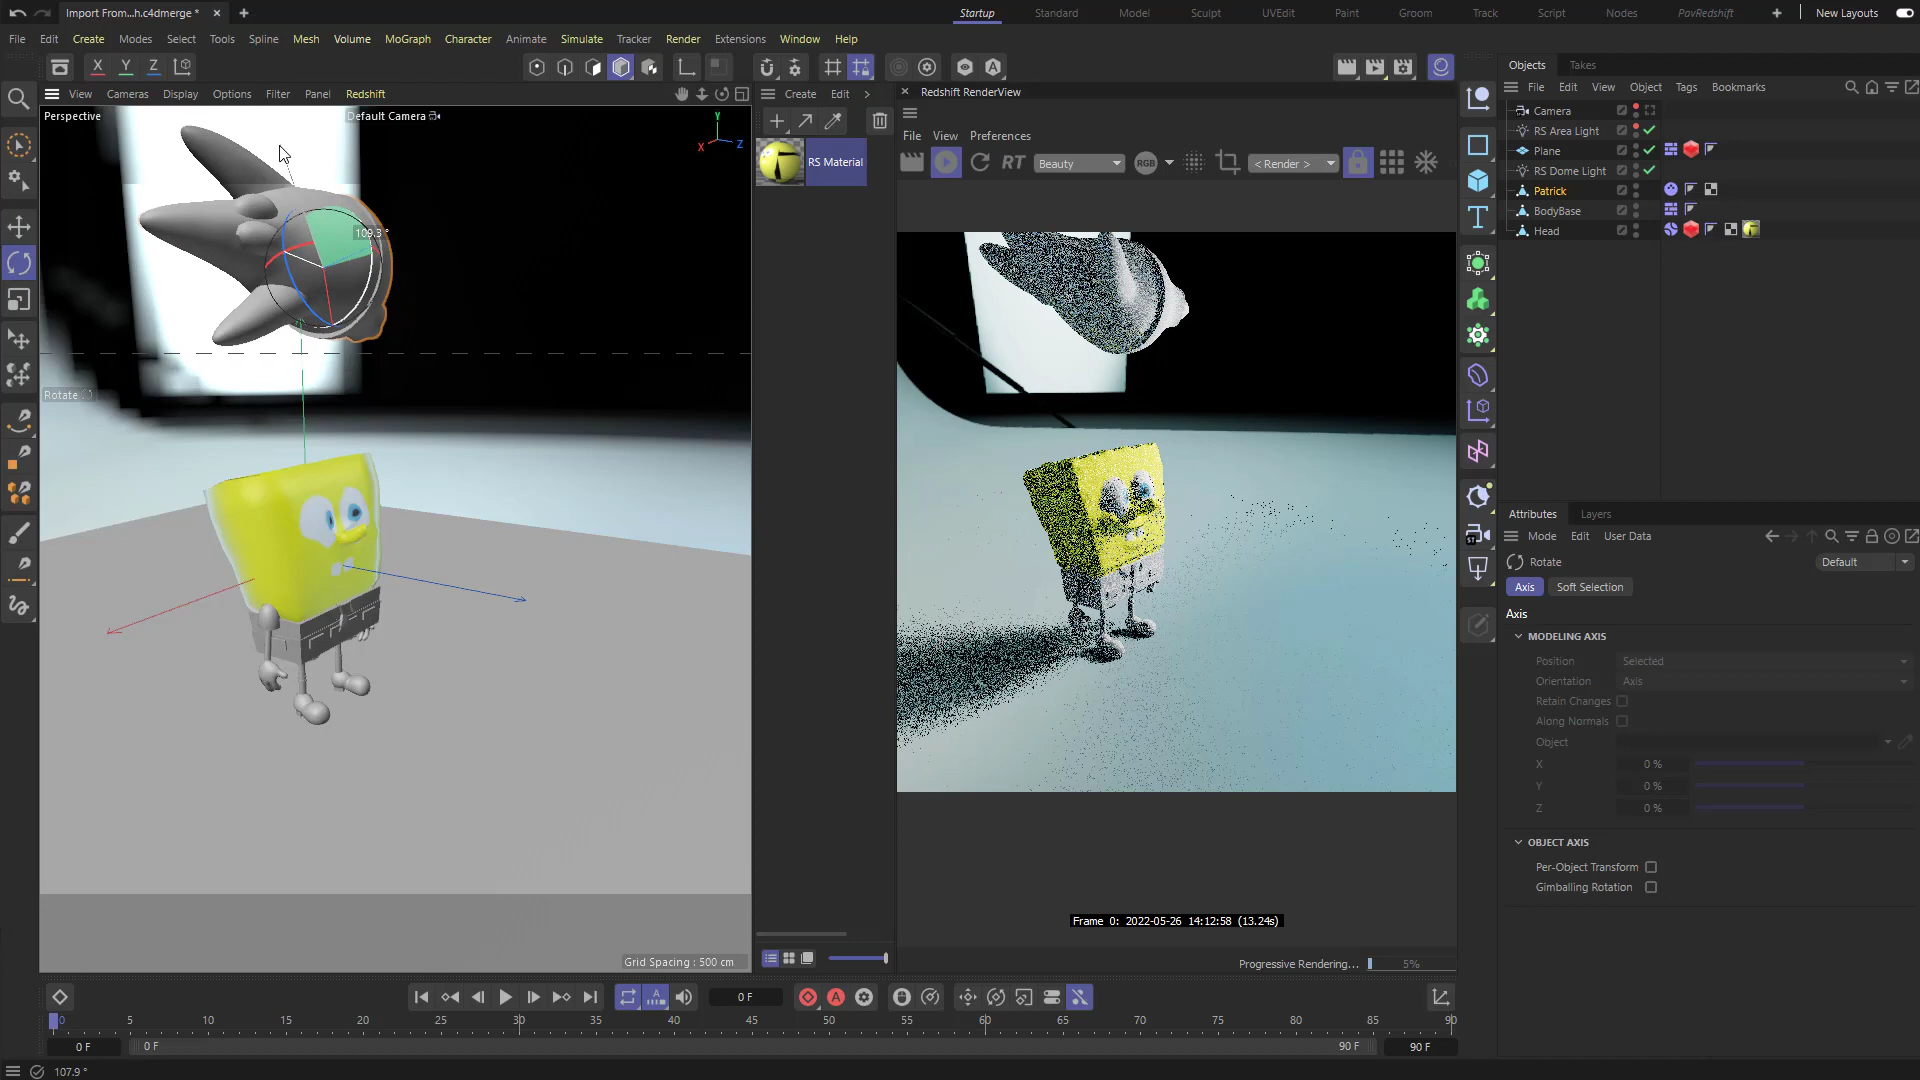 Import From...h.c4dmerge *
Startup Standard Model Sculpt UVEdit Paint Groom Track Script Nodes PavRedshift New Layouts
File Edit Create Modes Select Tools Spline Mesh Volume MoGraph Character Animate Simulate Tracker Render Extensions Window Help
X Y Z
View Cameras Display Options Filter Panel Redshift
Perspective
Default Camera
Y
X
Z
109.3 °
Rotate
Grid Spacing : 500 cm
Create Edit
RS Material
Redshift RenderView
File View Preferences
RT Beauty RGB < Render >
Frame 0: 2022-05-26 14:12:58 (13.24s)
Progressive Rendering... 5%
Objects Takes
File Edit View Object Tags Bookmarks
Camera
RS Area Light
Plane
RS Dome Light
Patrick
BodyBase
Head
Attributes Layers
Mode Edit User Data
Rotate Default
Axis Soft Selection
Axis
MODELING AXIS
Position Selected
Orientation Axis
Retain Changes
Along Normals
Object
X 0 %
Y 0 %
Z 0 %
OBJECT AXIS
Per-Object Transform
Gimballing Rotation
0 F
0 5 10 15 20 25 30 35 40 45 50 55 60 65 70 75 80 85 90
0 F 0 F 90 F 90 F
107.9 °